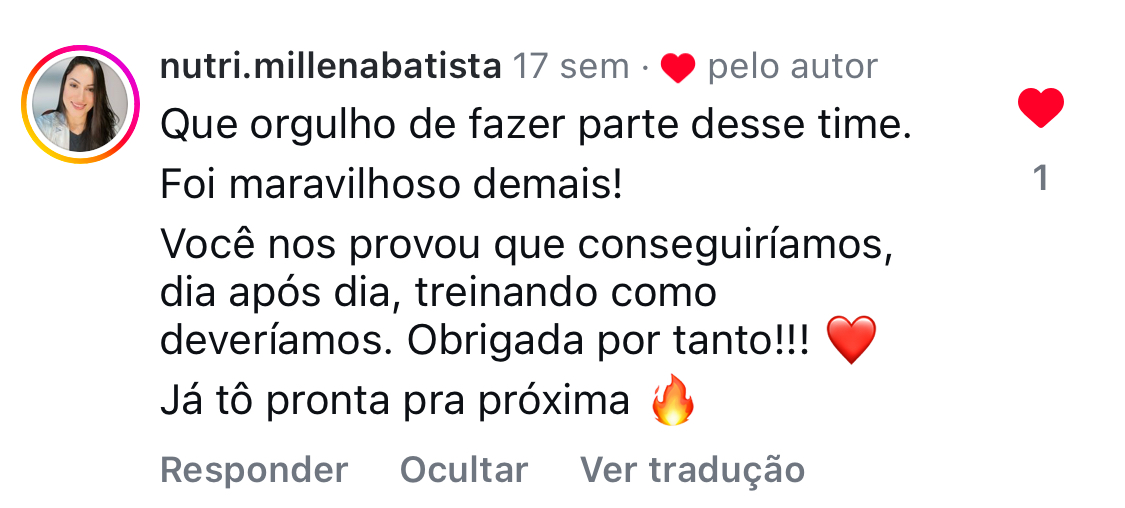 nutri.millenabatista 17 sem · ❤️ pelo autor
Que orgulho de fazer parte desse time.
Foi maravilhoso demais!
Você nos provou que conseguiríamos,
dia após dia, treinando como
deveríamos. Obrigada por tanto!!! ❤️
Já tô pronta pra próxima 🔥
1
Responder Ocultar Ver tradução